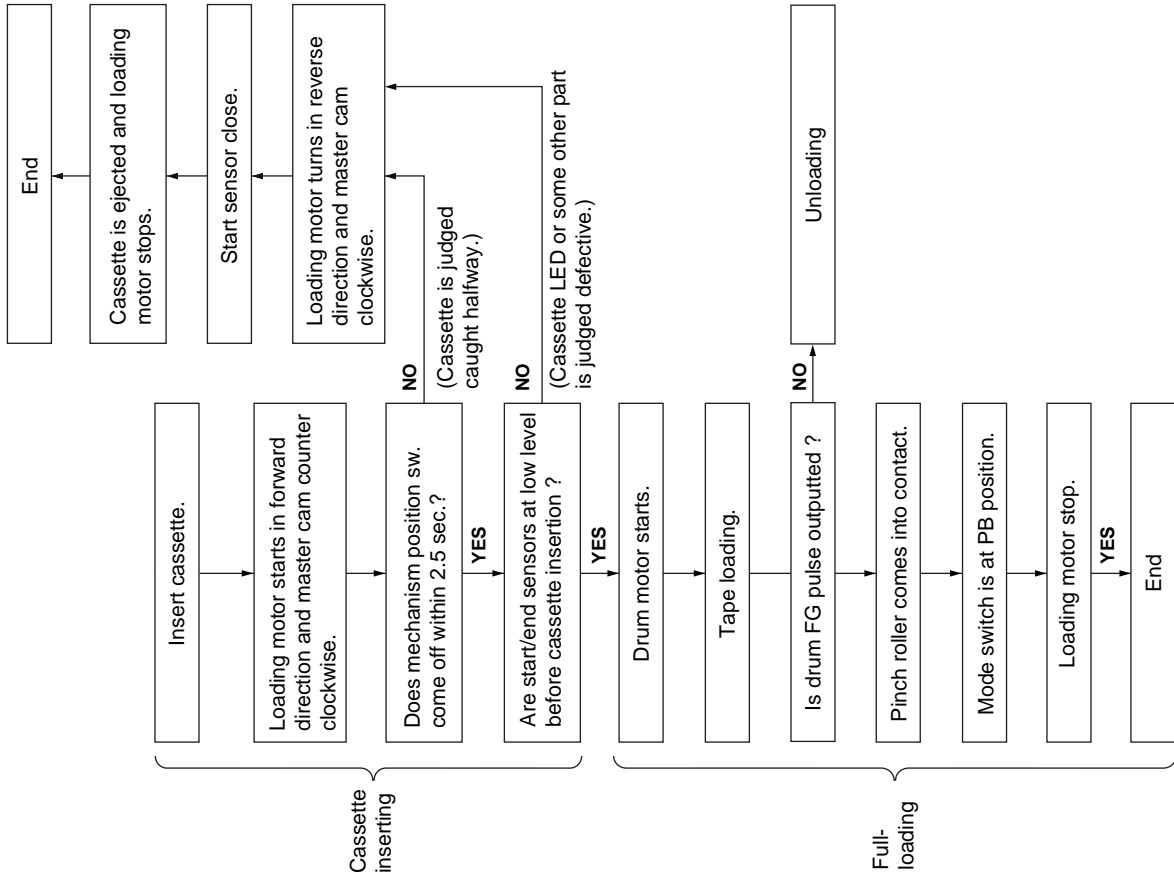 Cassette
inserting
Insert cassette.
Loading motor starts in forward
direction and master cam counter
clockwise.
Does mechanism position sw.
come off within 2.5 sec.?
NO
(Cassette is judged
caught halfway.)
YES
Are start/end sensors at low level
before cassette insertion ?
NO
(Cassette LED or some other part
is judged defective.)
YES
End
Cassette is ejected and loading
motor stops.
Start sensor close.
Loading motor turns in reverse
direction and master cam
clockwise.
Full-
loading
Drum motor starts.
Tape loading.
Is drum FG pulse outputted ?
NO
Unloading
Pinch roller comes into contact.
Mode switch is at PB position.
Loading motor stop.
YES
End